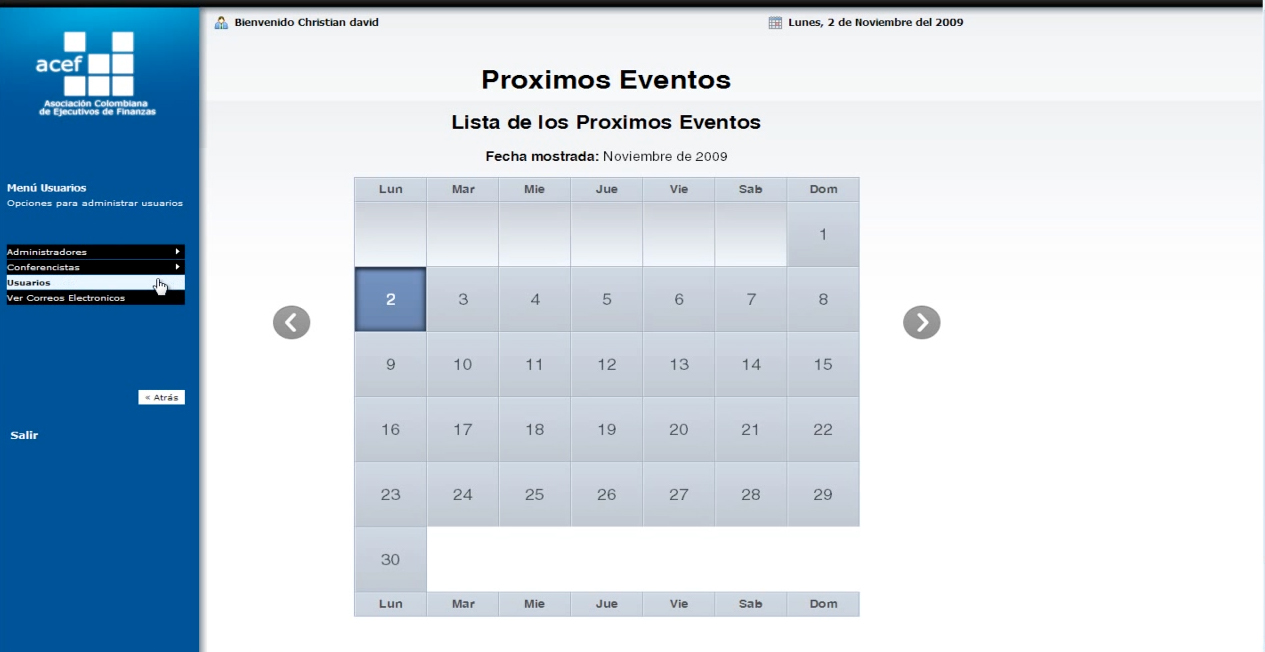 Bienvenido Christian david
Lunes, 2 de Noviembre del 2009
acef
Asociación Colombiana
de Ejecutivos de Finanzas
Menú Usuarios
Opciones para administrar usuarios
Administradores
Conferencistas
Usuarios
Ver Correos Electronicos
« Atrás
Salir
Proximos Eventos
Lista de los Proximos Eventos
Fecha mostrada: Noviembre de 2009
Lun Mar Mie Jue Vie Sab Dom
1
2 3 4 5 6 7 8
9 10 11 12 13 14 15
16 17 18 19 20 21 22
23 24 25 26 27 28 29
30
Lun Mar Mie Jue Vie Sab Dom